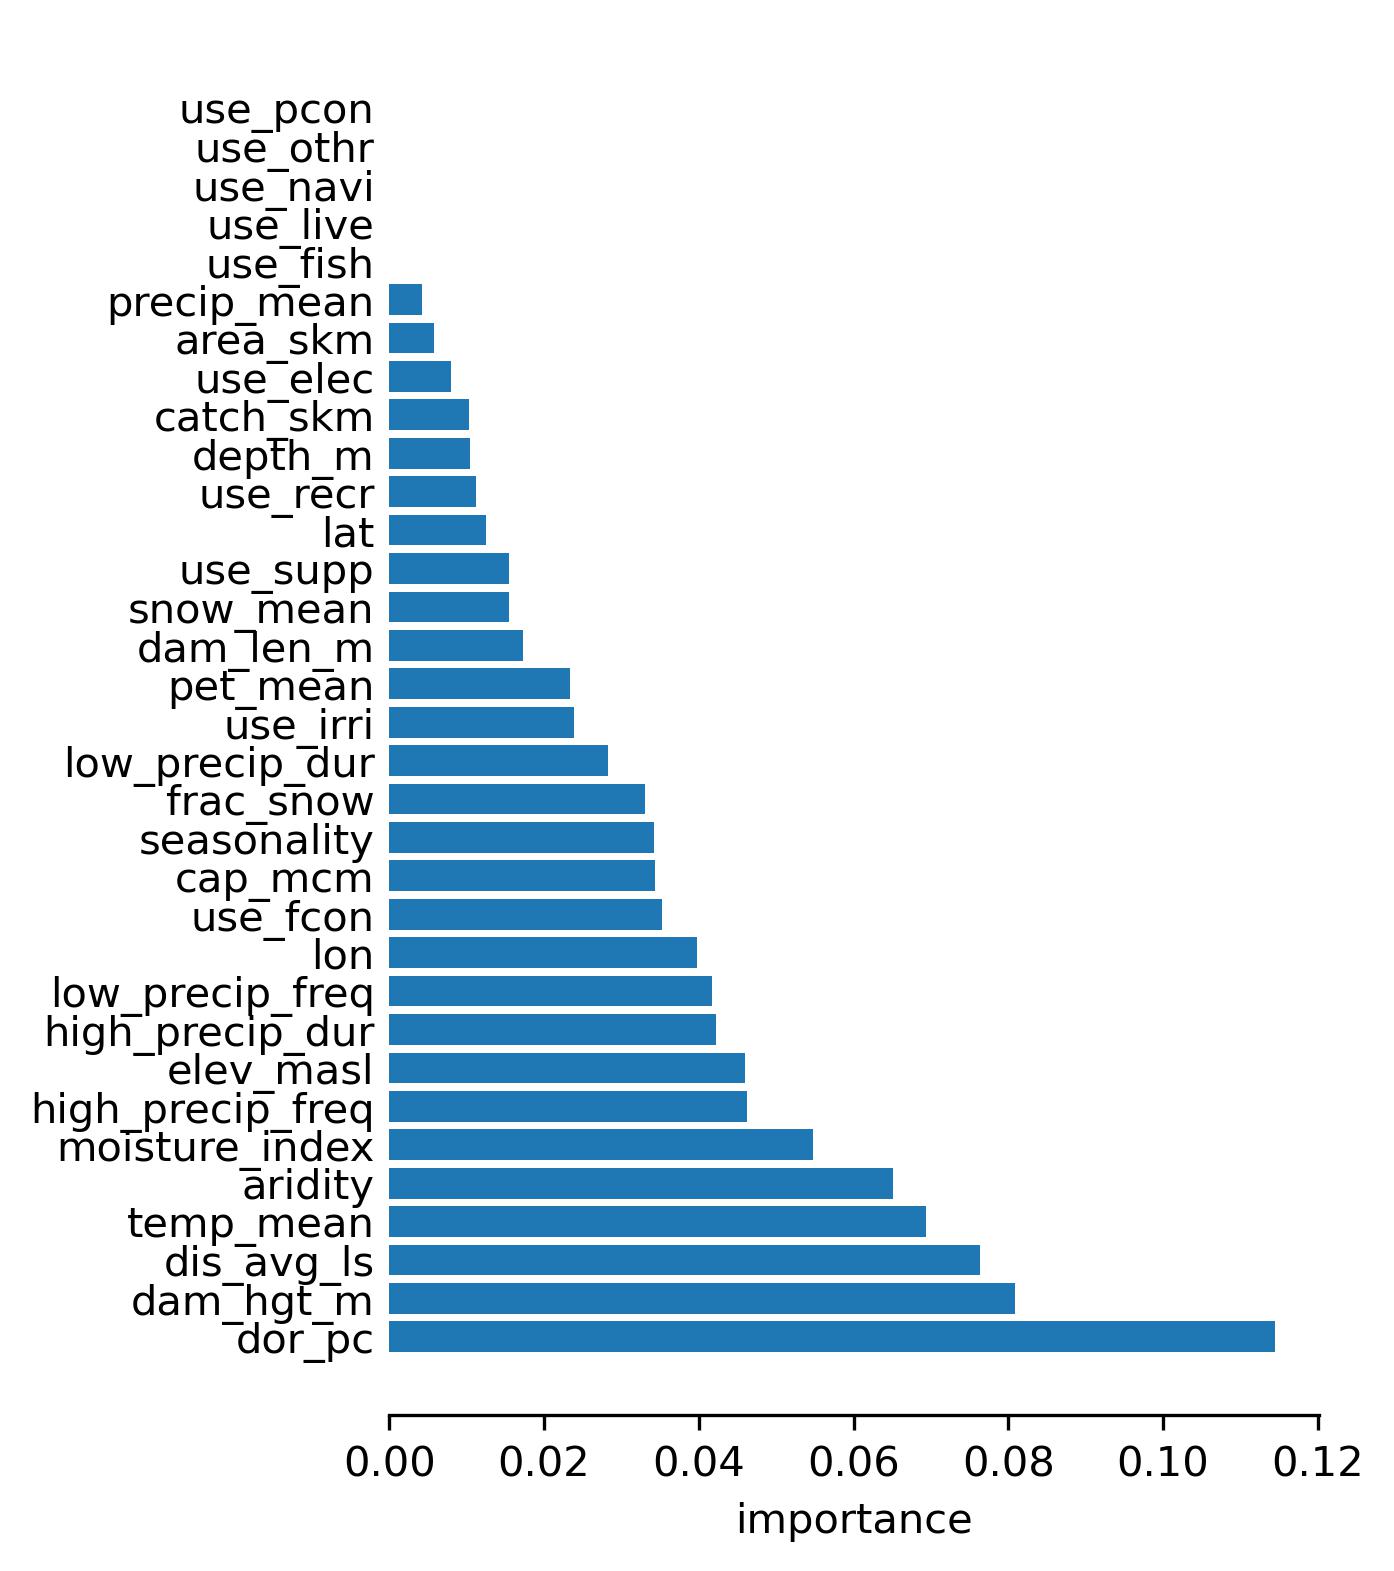 use_pcon
use_othr
use_navi
use_live
use_fish
precip_mean
area_skm
use_elec
catch_skm
depth_m
use_recr
lat
use_supp
snow_mean
dam_len_m
pet_mean
use_irri
low_precip_dur
frac_snow
seasonality
cap_mcm
use_fcon
lon
low_precip_freq
high_precip_dur
elev_masl
high_precip_freq
moisture_index
aridity
temp_mean
dis_avg_ls
dam_hgt_m
dor_pc
0.00 0.02 0.04 0.06 0.08 0.10 0.12
importance